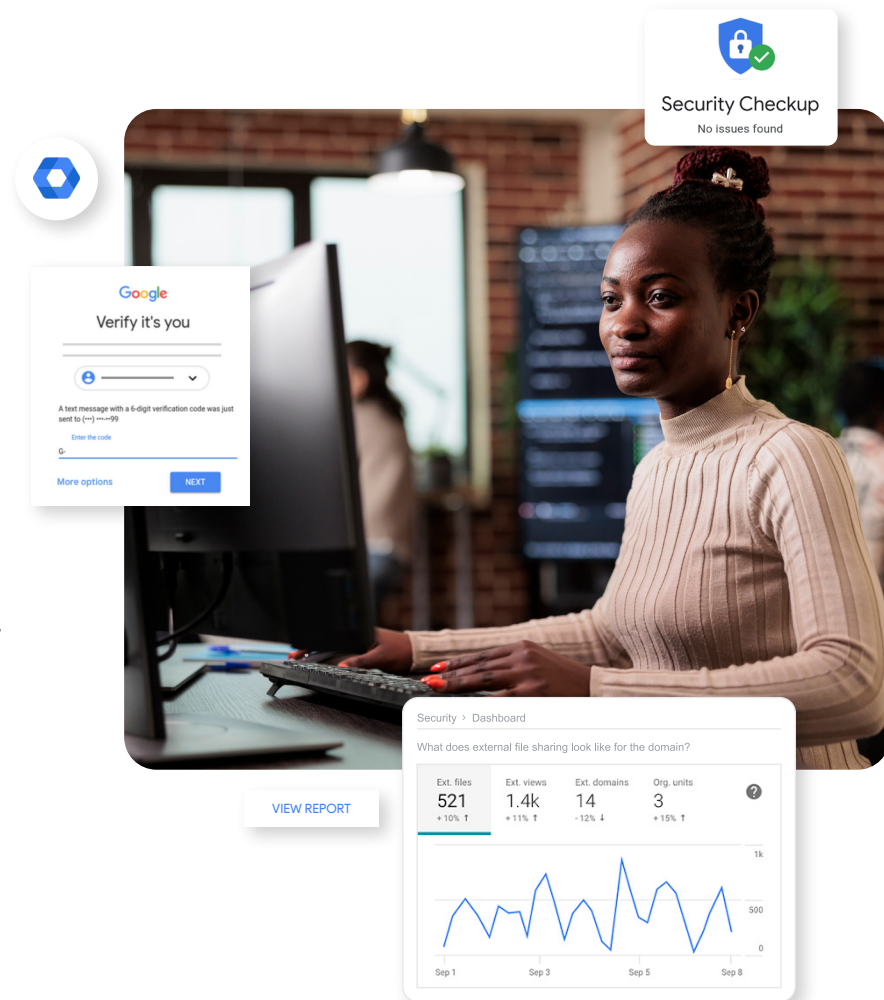 Security Checkup
No issues found
Google
Verify it's you
A text message with a 6-digit verification code was just
sent to (•••) •••-••99
Enter the code
G-
More options
NEXT
Security › Dashboard
What does external file sharing look like for the domain?
Ext. files
521
+10% ↑
Ext. views
1.4k
+11% ↑
Ext. domains
14
-12% ↓
Org. units
3
+15% ↑
?
VIEW REPORT
1k
500
0
Sep 1
Sep 3
Sep 5
Sep 8